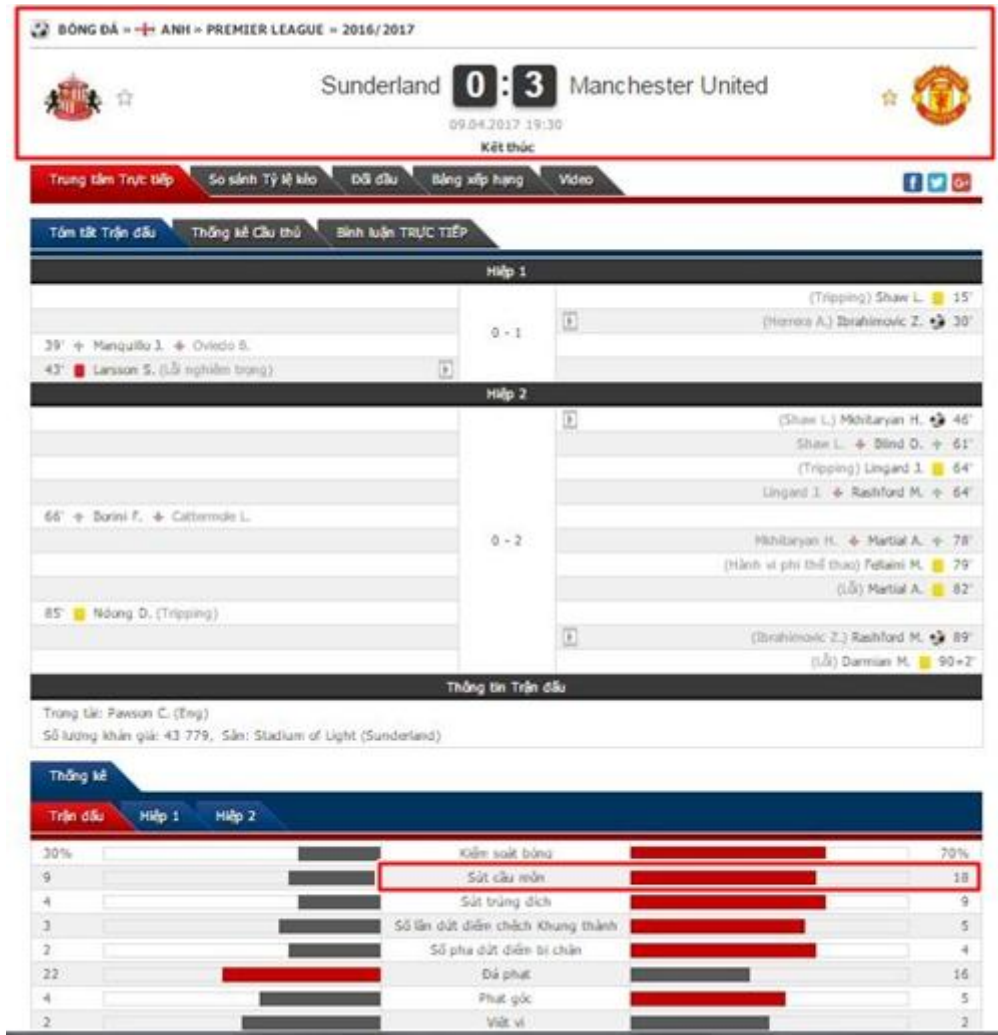 BÓNG ĐÁ » ANH » PREMIER LEAGUE » 2016/2017
Sunderland 0 : 3 Manchester United
09.04.2017 19:30
Kết thúc
Trung tâm Trực tiếp So sánh Tỷ lệ kèo Đối đầu Bảng xếp hạng Video
Tóm tắt Trận đấu Thống kê Cầu thủ Bình luận TRỰC TIẾP
Hiệp 1
(Tripping) Shaw L. 15'
0 - 1
(Herrera A.) Ibrahimovic Z. 30'
39' Manquillo J. Oviedo B.
43' Larsson S. (Lỗi nghiêm trọng)
Hiệp 2
(Shaw L.) Mkhitaryan H. 46'
Shaw L. Blind D. 61'
(Tripping) Lingard J. 64'
Lingard J. Rashford M. 64'
66' Borini F. Cattermole L.
0 - 2
Mkhitaryan H. Martial A. 78'
(Hành vi phi thể thao) Fellaini M. 79'
(Lỗi) Martial A. 82'
85' Ndong D. (Tripping)
(Ibrahimovic Z.) Rashford M. 89'
(Lỗi) Darmian M. 90+2'
Thông tin Trận đấu
Trọng tài: Pawson C. (Eng)
Số lượng khán giả: 43 779, Sân: Stadium of Light (Sunderland)
Thống kê
Trận đấu Hiệp 1 Hiệp 2
30% Kiểm soát bóng 70%
9 Sút cầu môn 18
4 Sút trúng đích 9
3 Số lần dứt điểm chệch Khung thành 5
2 Số pha dứt điểm bị chặn 4
22 Đá phạt 16
4 Phạt góc 5
2 Việt vị 2